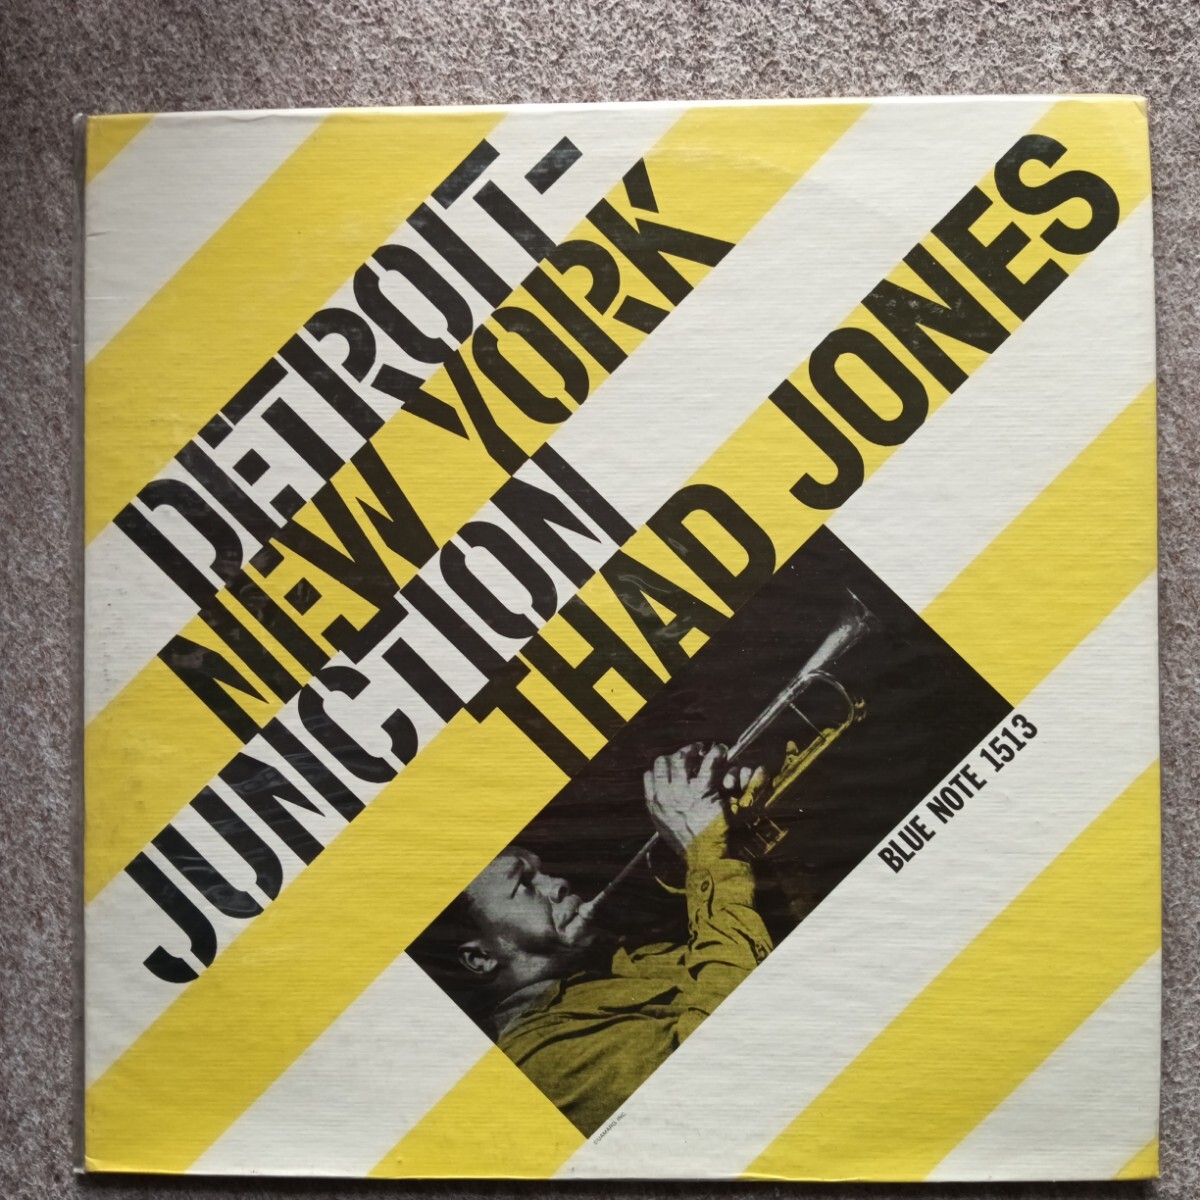 DETROIT-
NEW YORK
JUNCTION
THAD JONES
BLUE NOTE 1513